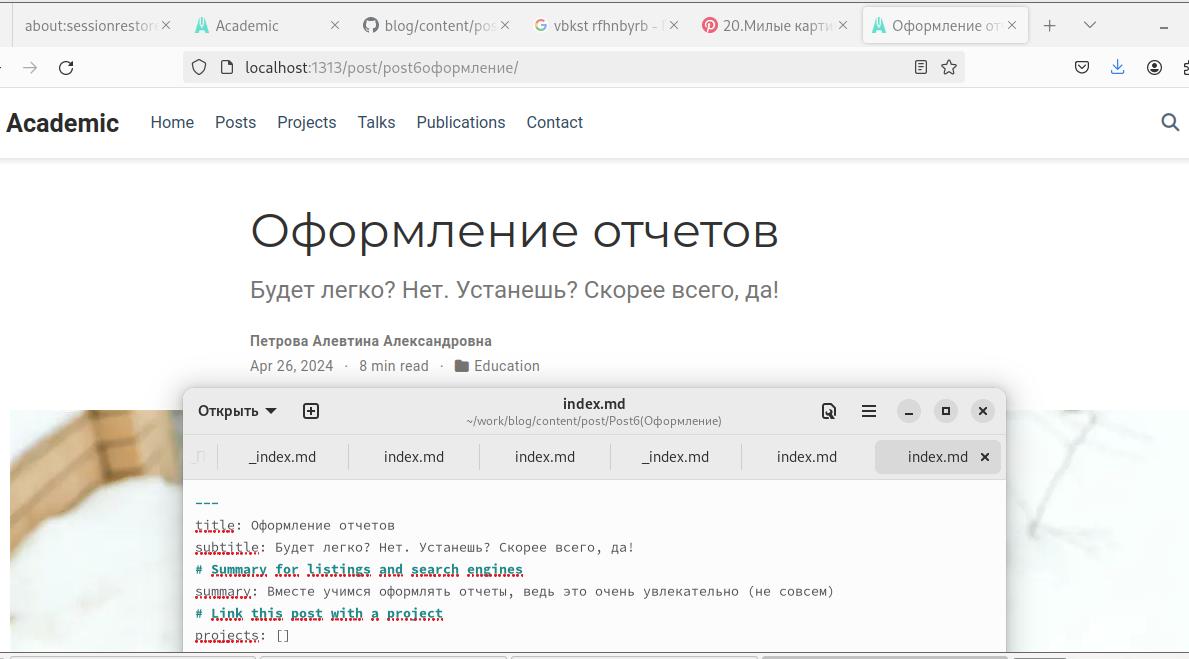 about:sessionrestore
Academic
blog/content/pos
vbkst rfhnbyrb - П
20.Милые карти
Оформление от
localhost:1313/post/post6оформление/
Academic Home Posts Projects Talks Publications Contact
Оформление отчетов
Будет легко? Нет. Устанешь? Скорее всего, да!
Петрова Алевтина Александровна
Apr 26, 2024 · 8 min read · Education
Открыть
index.md
~/work/blog/content/post/Post6(Оформление)
_index.md index.md index.md _index.md index.md index.md
---
title: Оформление отчетов
subtitle: Будет легко? Нет. Устанешь? Скорее всего, да!
# Summary for listings and search engines
summary: Вместе учимся оформлять отчеты, ведь это очень увлекательно (не совсем)
# Link this post with a project
projects: []